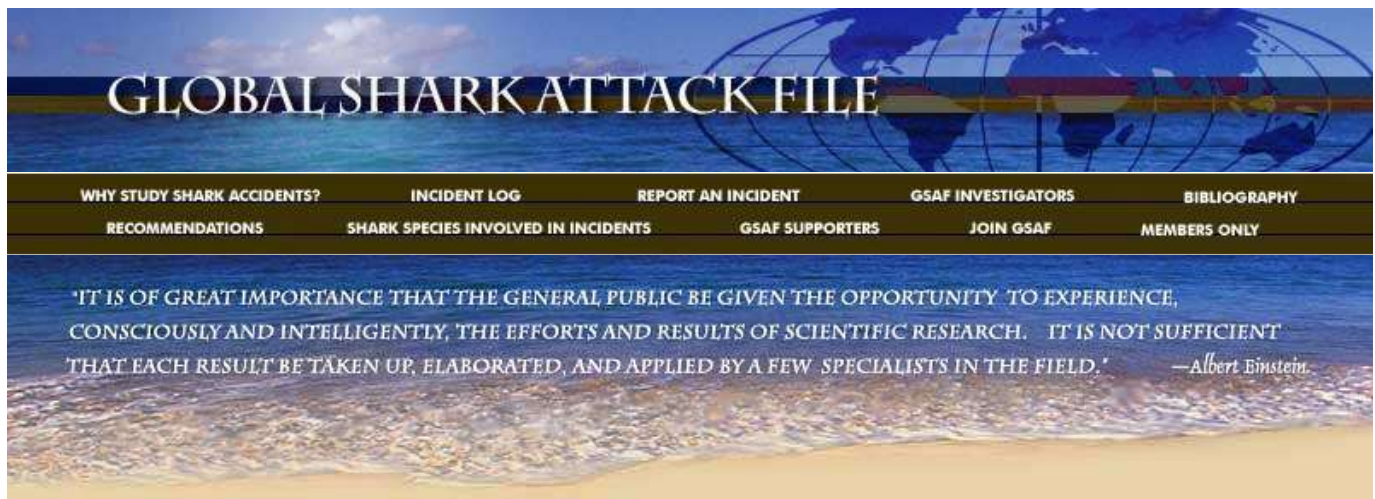 GLOBAL SHARK ATTACK FILE
WHY STUDY SHARK ACCIDENTS? INCIDENT LOG REPORT AN INCIDENT GSAF INVESTIGATORS BIBLIOGRAPHY
RECOMMENDATIONS SHARK SPECIES INVOLVED IN INCIDENTS GSAF SUPPORTERS JOIN GSAF MEMBERS ONLY
"IT IS OF GREAT IMPORTANCE THAT THE GENERAL PUBLIC BE GIVEN THE OPPORTUNITY TO EXPERIENCE,
CONSCIOUSLY AND INTELLIGENTLY, THE EFFORTS AND RESULTS OF SCIENTIFIC RESEARCH. IT IS NOT SUFFICIENT
THAT EACH RESULT BE TAKEN UP, ELABORATED, AND APPLIED BY A FEW SPECIALISTS IN THE FIELD." —Albert Einstein.